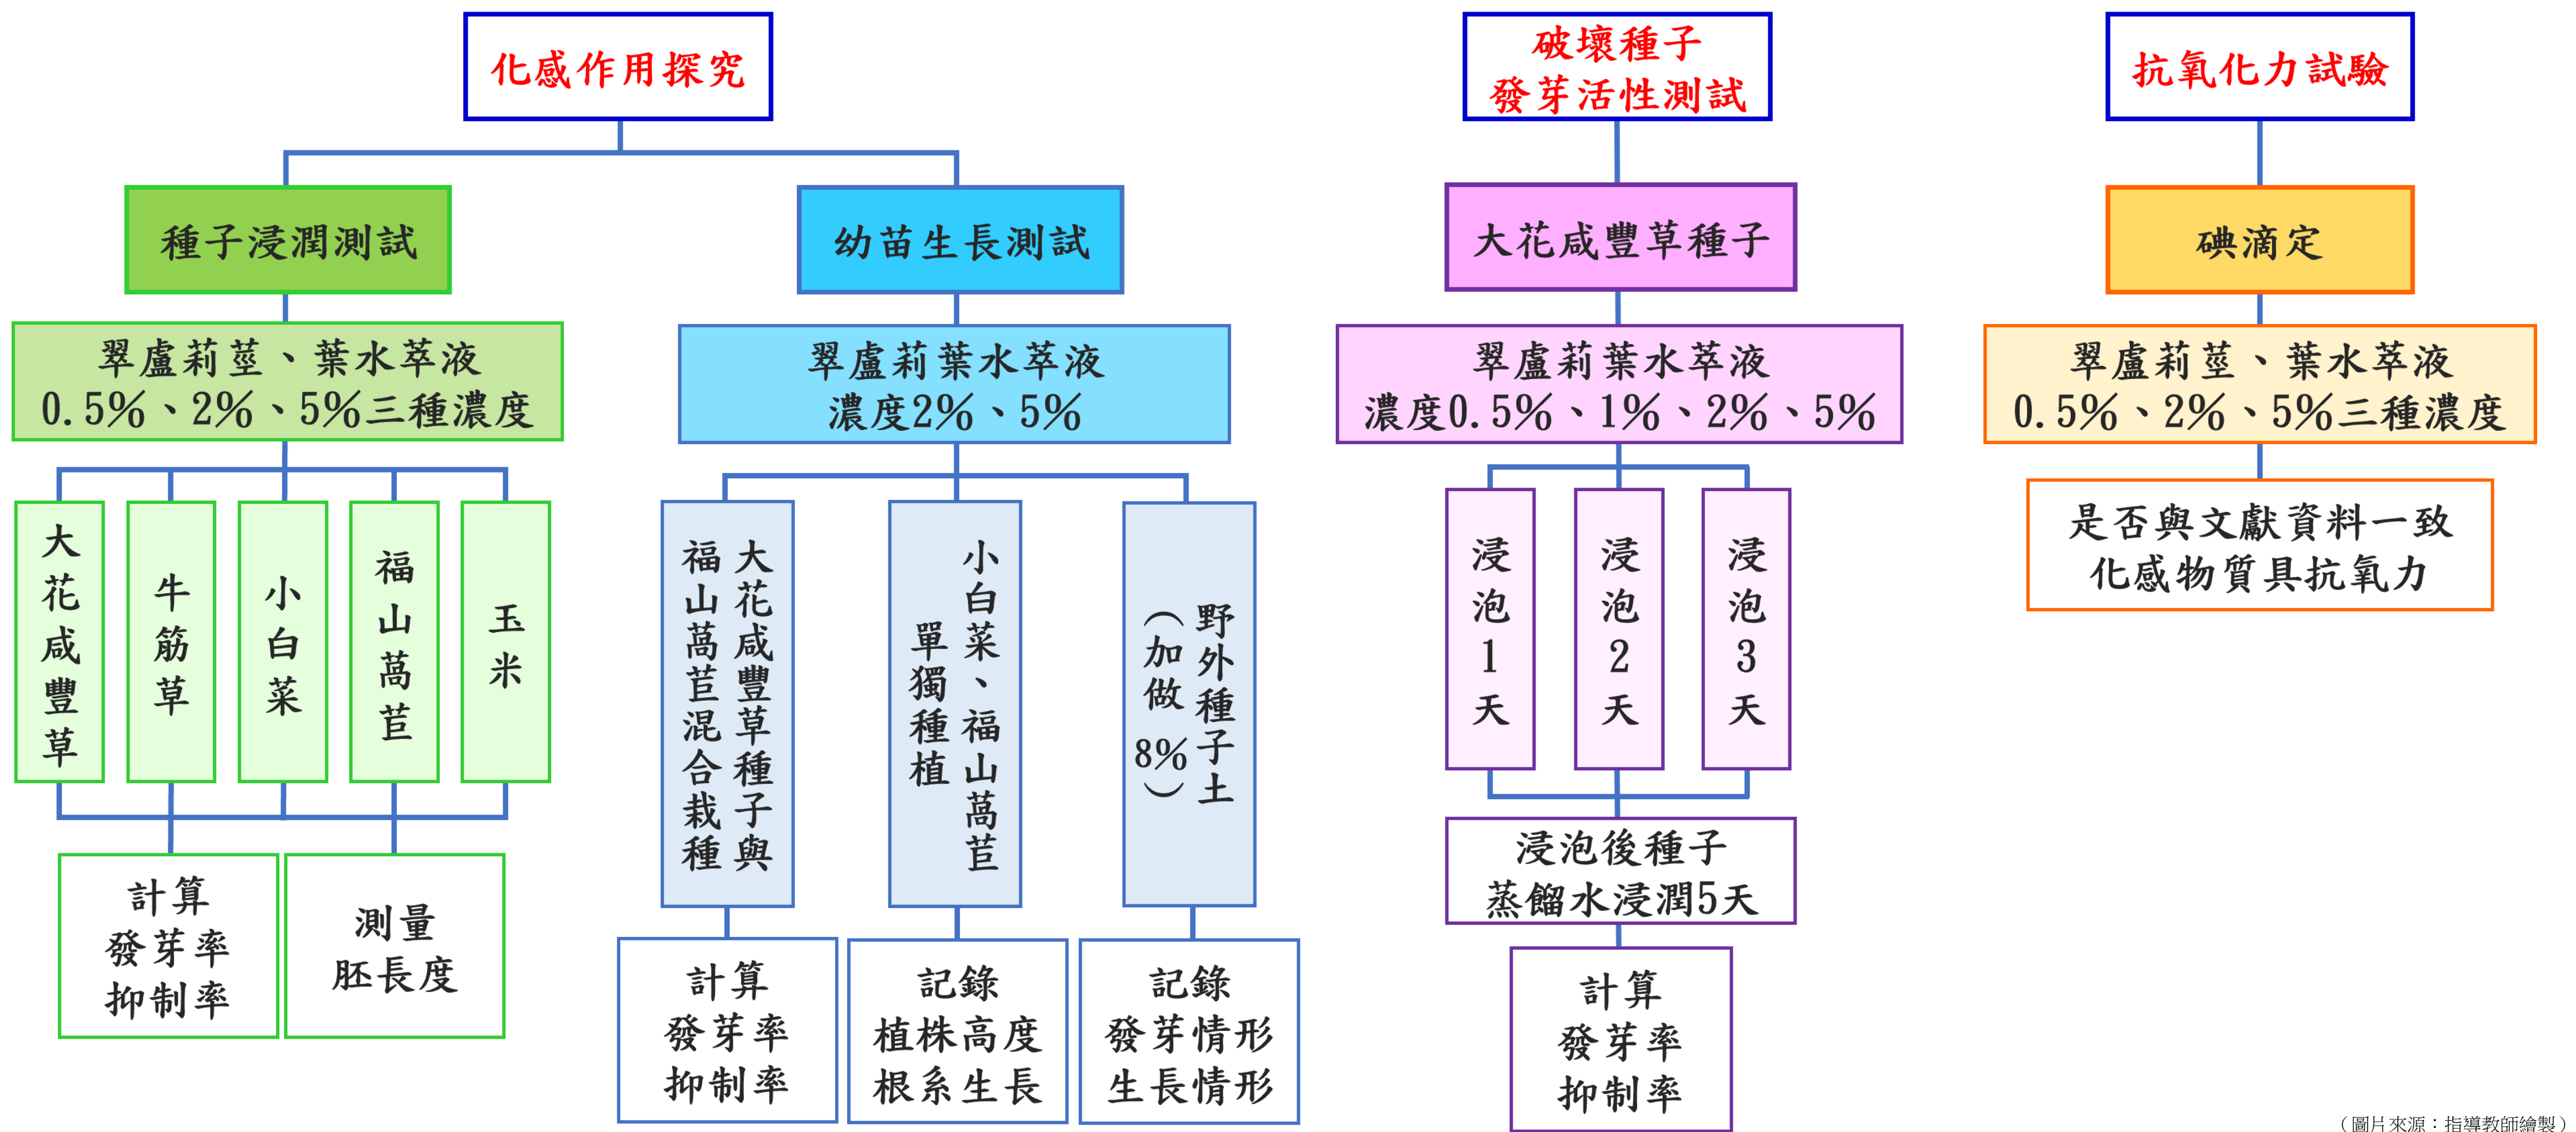 化感作用探究
種子浸潤測試
翠盧莉莖、葉水萃液
0.5%、2%、5%三種濃度
大花咸豐草
牛筋草
小白菜
福山萵苣
玉米
計算
發芽率
抑制率
測量
胚長度
幼苗生長測試
翠盧莉葉水萃液
濃度2%、5%
大花咸豐草種子與
福山萵苣混合栽種
小白菜、福山萵苣
單獨種植
野外種子土
（加做8%）
計算
發芽率
抑制率
記錄
植株高度
根系生長
記錄
發芽情形
生長情形
破壞種子
發芽活性測試
大花咸豐草種子
翠盧莉葉水萃液
濃度0.5%、1%、2%、5%
浸泡1天
浸泡2天
浸泡3天
浸泡後種子
蒸餾水浸潤5天
計算
發芽率
抑制率
抗氧化力試驗
碘滴定
翠盧莉莖、葉水萃液
0.5%、2%、5%三種濃度
是否與文獻資料一致
化感物質具抗氧力
（圖片來源：指導教師繪製）